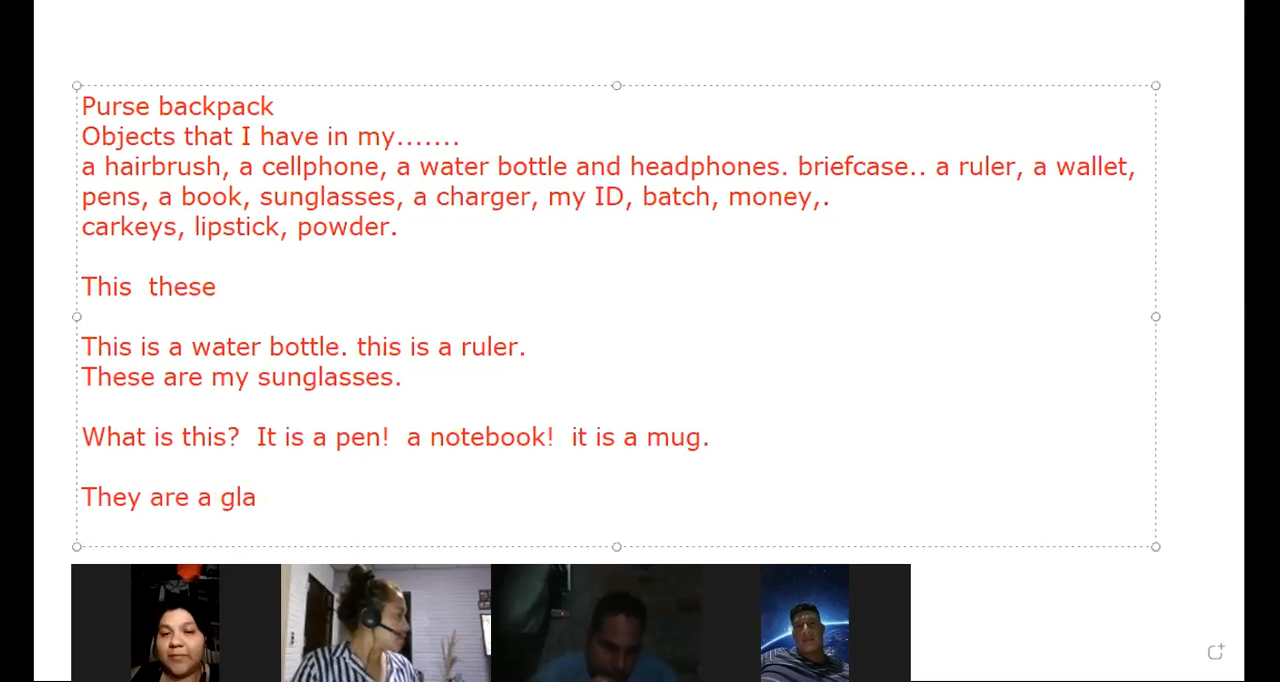 Purse backpack
Objects that I have in my.......
a hairbrush, a cellphone, a water bottle and headphones. briefcase.. a ruler, a wallet,
pens, a book, sunglasses, a charger, my ID, batch, money,.
carkeys, lipstick, powder.
This  these
This is a water bottle. this is a ruler.
These are my sunglasses.
What is this?  It is a pen!  a notebook!  it is a mug.
They are a gla